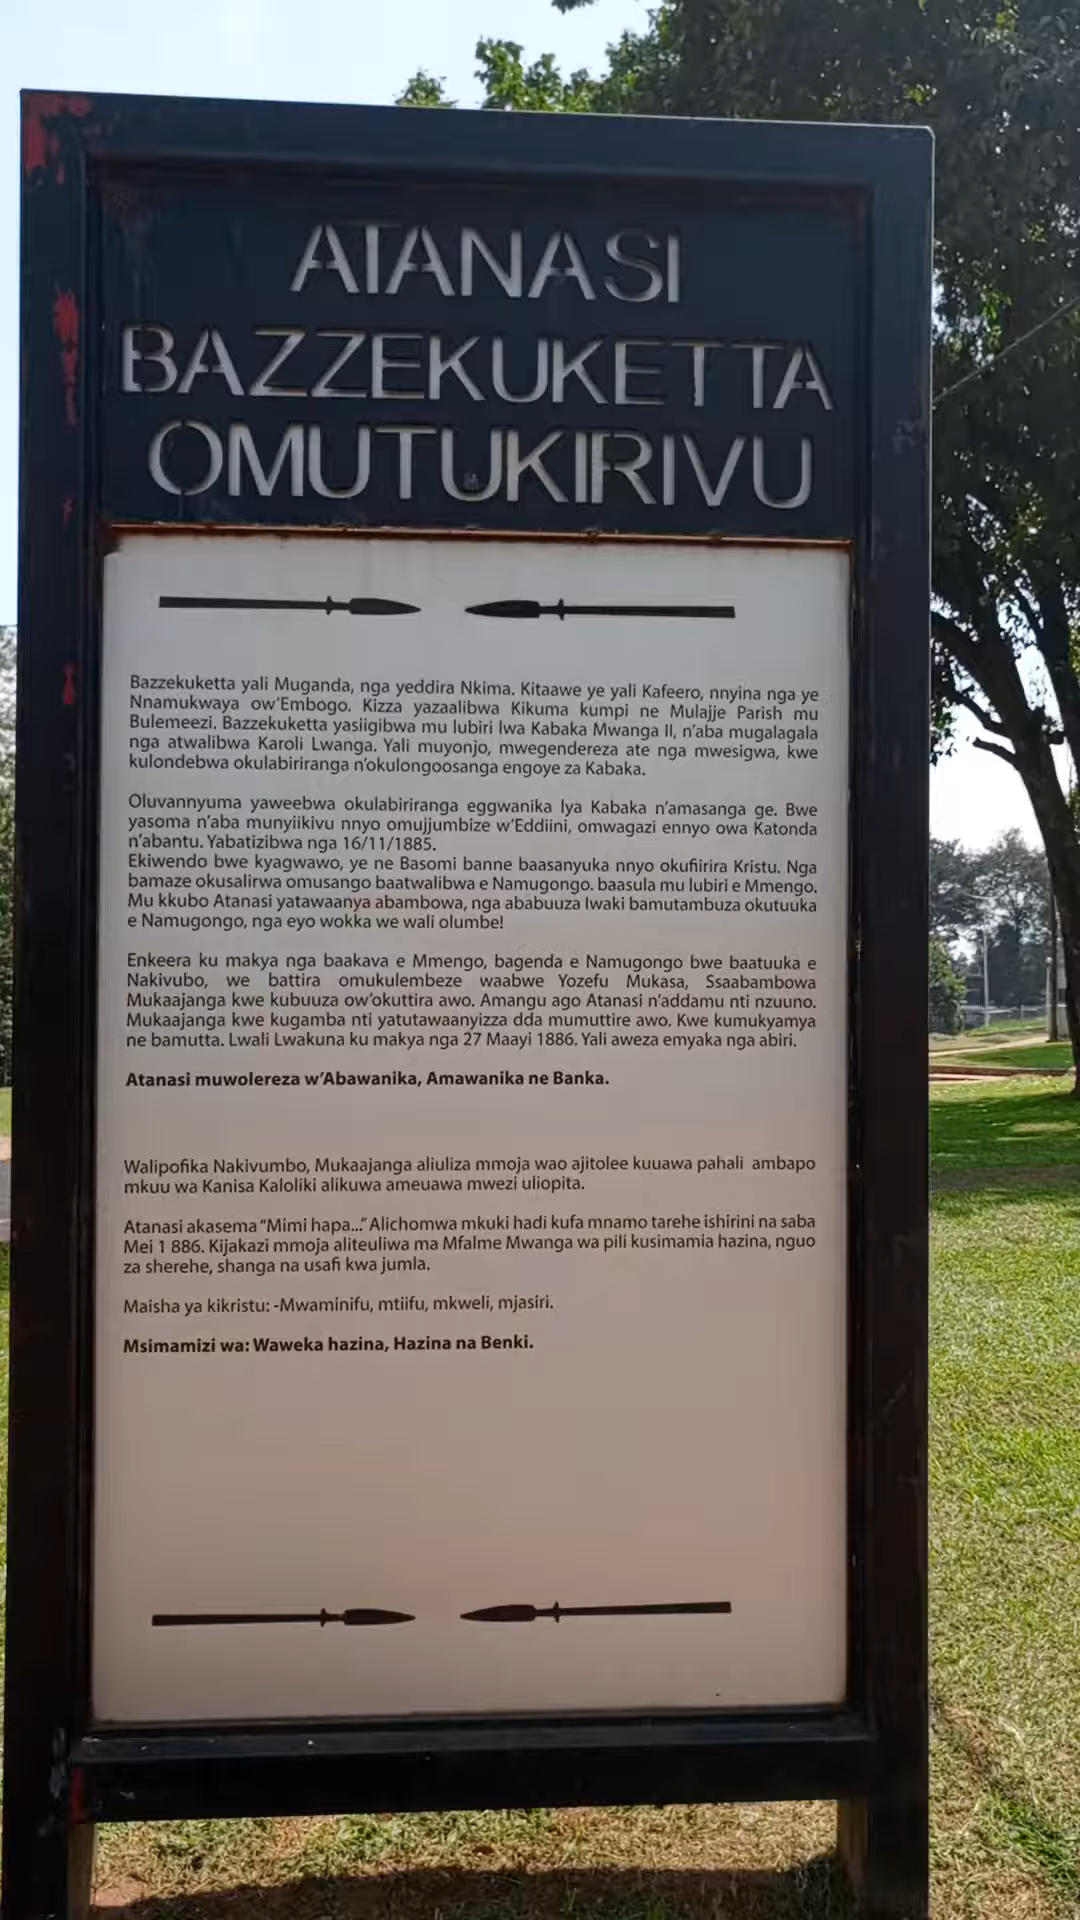 ATANASI
BAZZEKUKETTA
OMUTUKIRIVU
Bazzekuketta yali Muganda, nga yeddira Nkima. Kitaawe ye yali Kafeero, nnyina nga ye
Nnamukwaya ow'Embogo. Kizza yazaalibwa Kikuma kumpi ne Mulajje Parish mu
Bulemeezi. Bazzekuketta yasiigibwa mu lubiri lwa Kabaka Mwanga II, n'aba mugalagala
nga atwalibwa Karoli Lwanga. Yali muyonjo, mwegendereza ate nga mwesigwa, kwe
kulondebwa okulabiriranga n'okulongoosanga engoye za Kabaka.
Oluvannyuma yaweebwa okulabiriranga eggwanika lya Kabaka n'amasanga ge. Bwe
yasoma n'aba munyiikivu nnyo omujjumbize w'Eddiini, omwagazi ennyo owa Katonda
n'abantu. Yabatizibwa nga 16/11/1885.
Ekiwendo bwe kyagwawo, ye ne Basomi banne baasanyuka nnyo okufiirira Kristu. Nga
bamaze okusalirwa omusango baatwalibwa e Namugongo. baasula mu lubiri e Mmengo.
Mu kkubo Atanasi yatawaanya abambowa, nga ababuuza lwaki bamutambuza okutuuka
e Namugongo, nga eyo wokka we wali olumbe!
Enkeera ku makya nga baakava e Mmengo, bagenda e Namugongo bwe baatuuka e
Nakivubo, we battira omukulembeze waabwe Yozefu Mukasa, Ssaabambowa
Mukaajanga kwe kubuuza ow'okuttira awo. Amangu ago Atanasi n'addamu nti nzuuno.
Mukaajanga kwe kugamba nti yatutawaanyizza dda mumuttire awo. Kwe kumukyamya
ne bamutta. Lwali Lwakuna ku makya nga 27 Maayi 1886. Yali aweza emyaka nga abiri.
Atanasi muwolereza w'Abawanika, Amawanika ne Banka.
Walipofika Nakivumbo, Mukaajanga aliuliza mmoja wao ajitolee kuuawa pahali ambapo
mkuu wa Kanisa Kaloliki alikuwa ameuawa mwezi uliopita.
Atanasi akasema "Mimi hapa..." Alichomwa mkuki hadi kufa mnamo tarehe ishirini na saba
Mei 1 886. Kijakazi mmoja aliteuliwa ma Mfalme Mwanga wa pili kusimamia hazina, nguo
za sherehe, shanga na usafi kwa jumla.
Maisha ya kikristu: -Mwaminifu, mtiifu, mkweli, mjasiri.
Msimamizi wa: Waweka hazina, Hazina na Benki.